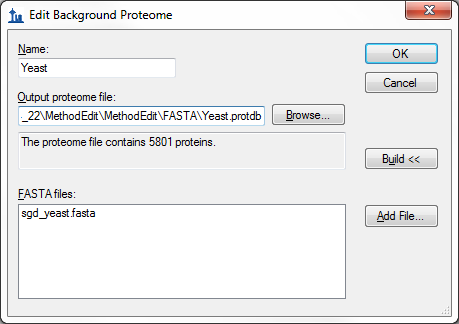 Edit Background Proteome
Name:
Yeast
OK
Cancel
Output proteome file:
._22\MethodEdit\MethodEdit\FASTA\Yeast.protdb
Browse...
The proteome file contains 5801 proteins.
Build <<
FASTA files:
sgd_yeast.fasta
Add File...